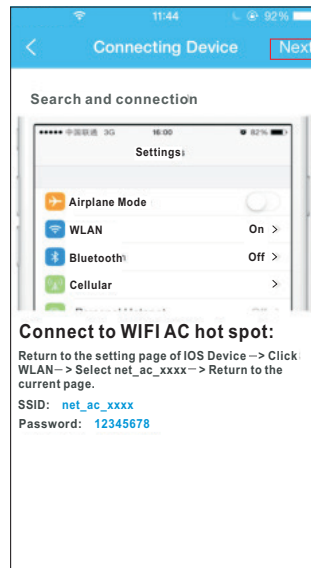 11:44
92%
Connecting Device
Next
Search and connection
中国联通 3G
16:00
82%
Settings
Airplane Mode
WLAN
On >
Bluetooth
Off >
Cellular
>
Connect to WIFI AC hot spot:
Return to the setting page of IOS Device —> Click
WLAN—> Select net_ac_xxxx—> Return to the
current page.
SSID: net_ac_xxxx
Password: 12345678